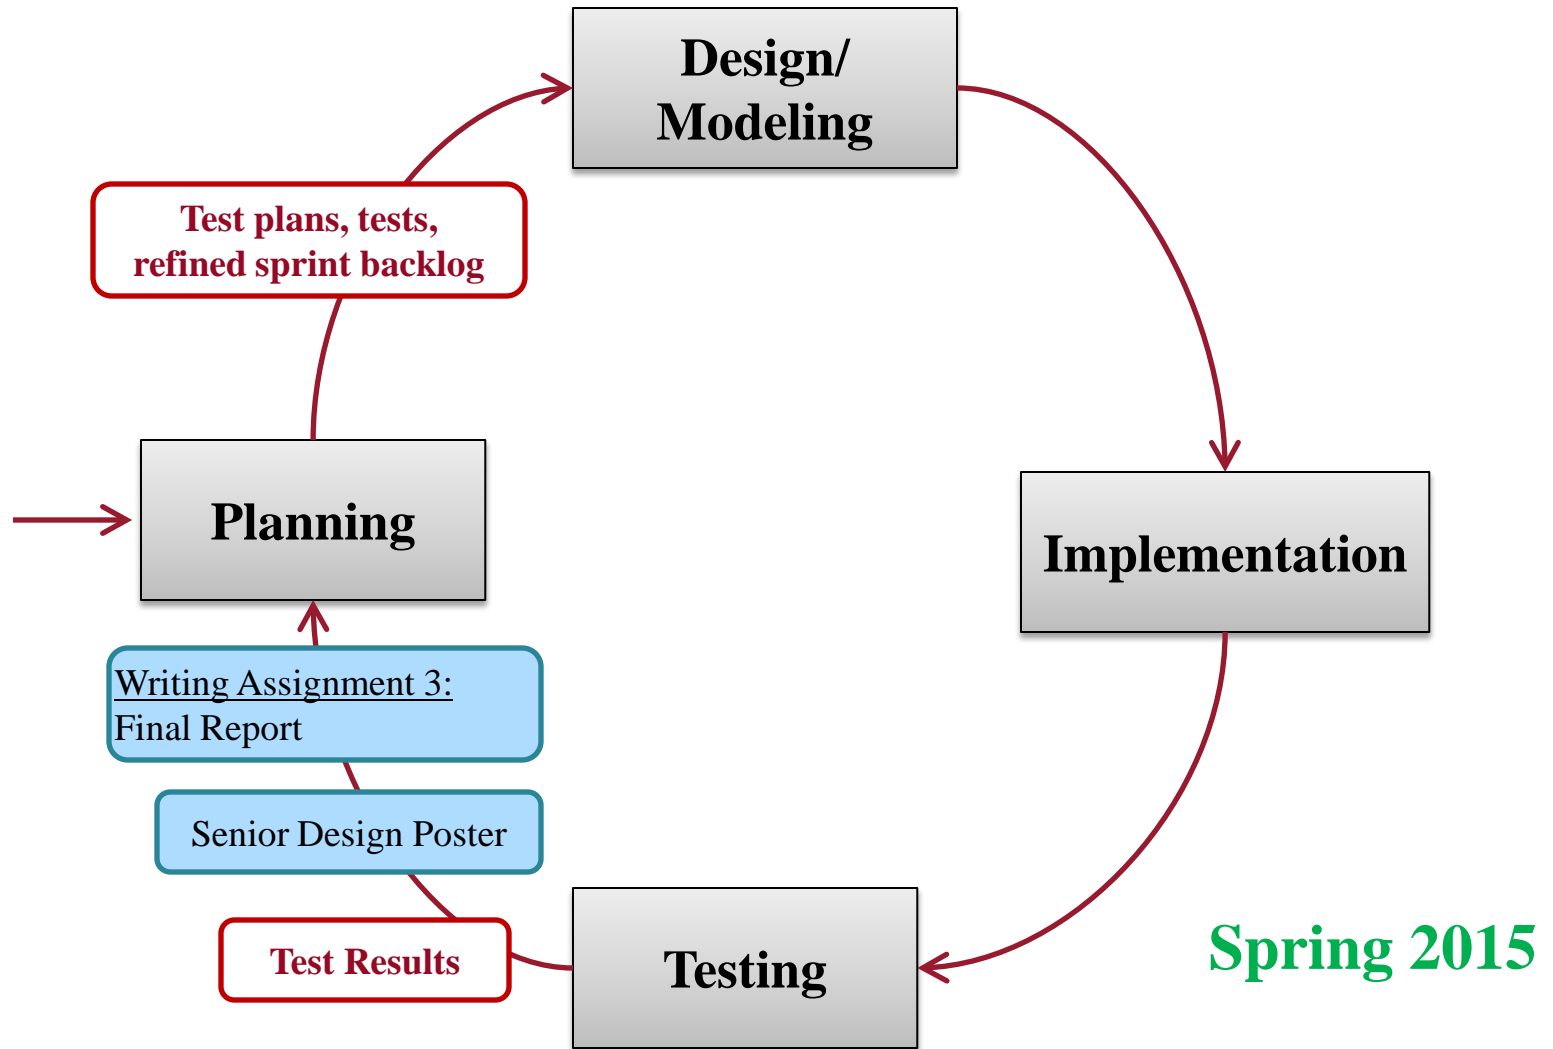 Design/
Modeling
Test plans, tests,
refined sprint backlog
Planning
Implementation
Writing Assignment 3:
Final Report
Senior Design Poster
Test Results
Testing
Spring 2015